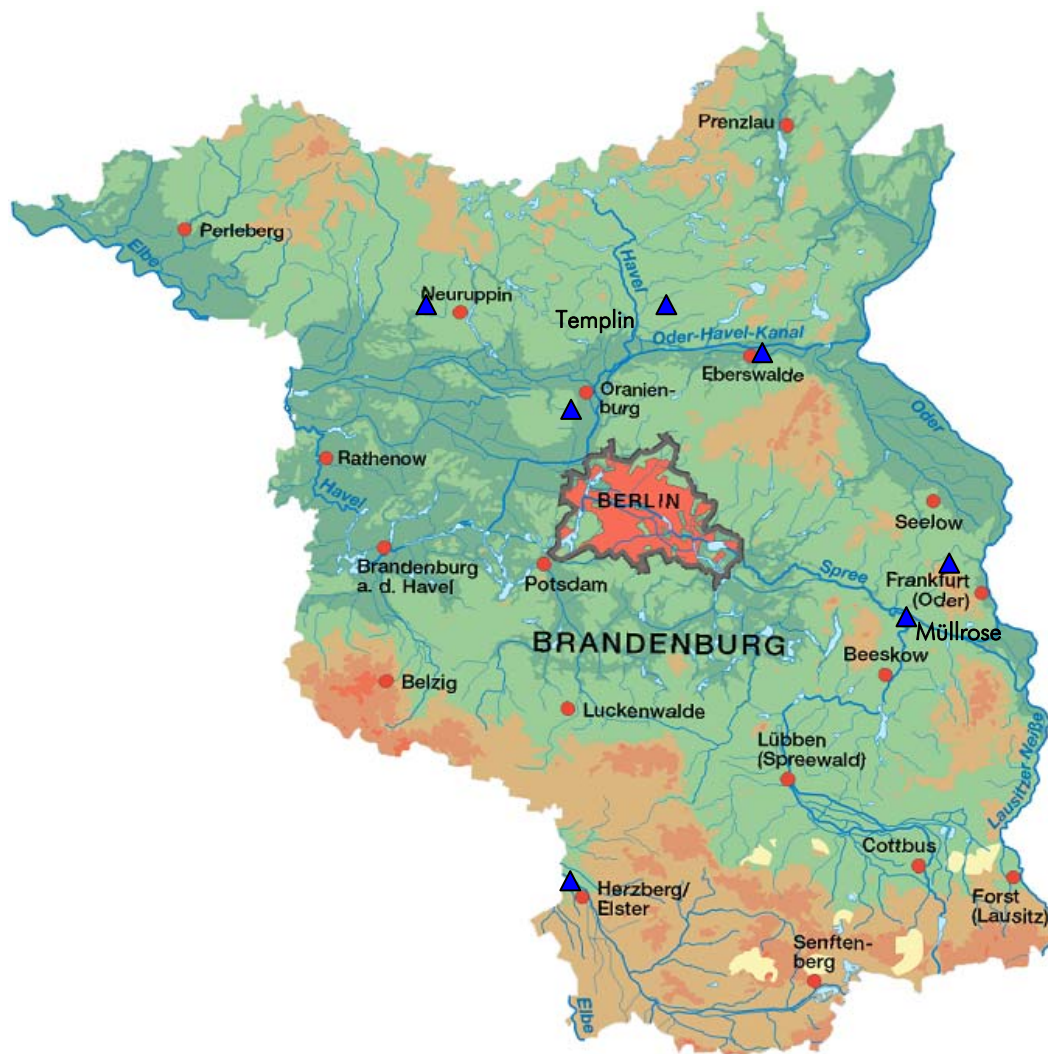 Prenzlau
Perleberg
Elbe
Havel
Neuruppin
Templin
Oder-Havel-Kanal
Eberswalde
Oranien-
burg
Oder
Rathenow
Havel
BERLIN
Seelow
Brandenburg
a. d. Havel
Potsdam
Spree
Frankfurt
(Oder)
Müllrose
BRANDENBURG
Beeskow
Belzig
Luckenwalde
Lübben
(Spreewald)
Lausitzer Neiße
Cottbus
Herzberg/
Elster
Forst
(Lausitz)
Senften-
berg
Elbe